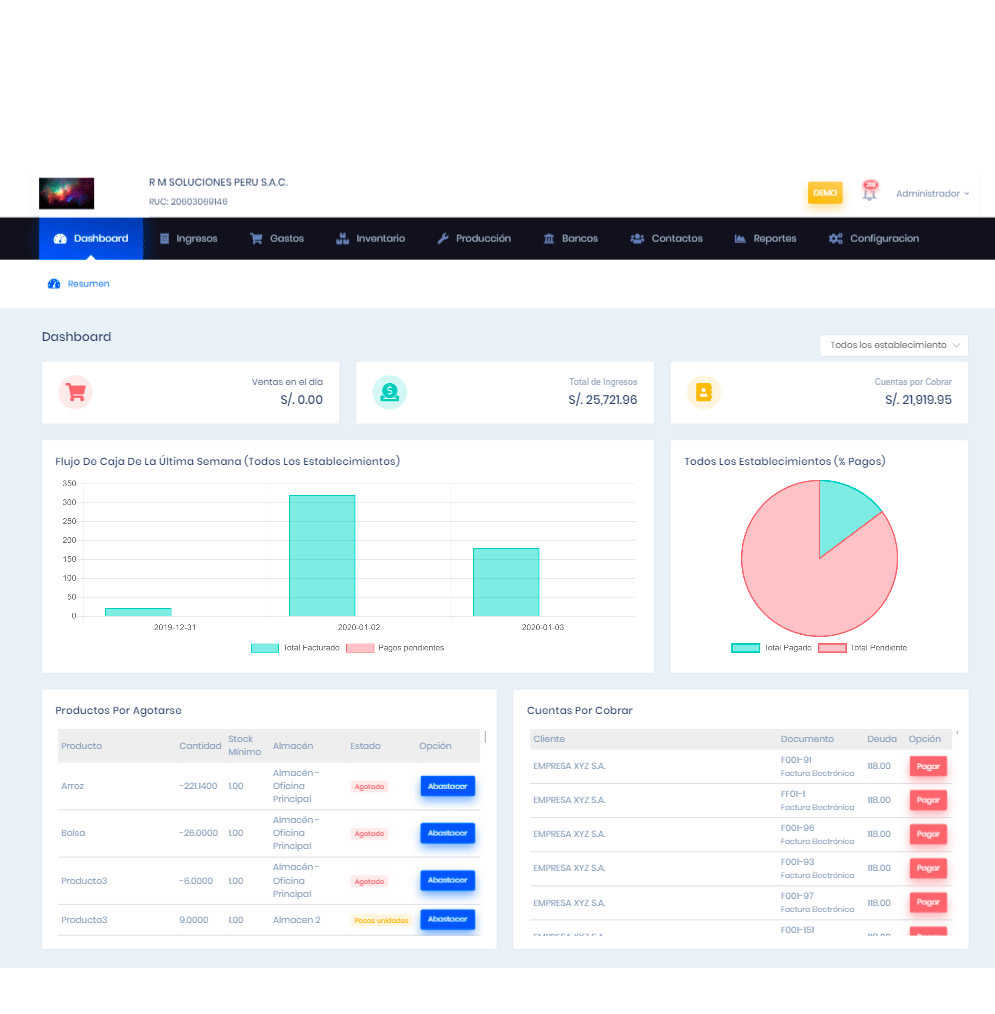 R M SOLUCIONES PERU S.A.C.
RUC: 20603069146
DEMO
Administrador
Dashboard Ingresos Gastos Inventario Producción Bancos Contactos Reportes Configuracion
Resumen
Dashboard
Todos los establecimiento
Ventas en el día
S/. 0.00
Total de Ingresos
S/. 25,721.96
Cuentas por Cobrar
S/. 21,919.95
Flujo De Caja De La Última Semana (Todos Los Establecimientos)
350
300
250
200
150
100
50
0
2019-12-31 2020-01-02 2020-01-03
Total Facturado Pagos pendientes
Todos Los Establecimientos (% Pagos)
Total Pagado Total Pendiente
Productos Por Agotarse
Producto Cantidad Stock Mínimo Almacén Estado Opción
Arroz -221.1400 1.00 Almacén - Oficina Principal Agotado Abastacer
Bolsa -26.0000 1.00 Almacén - Oficina Principal Agotado Abastacer
Producto3 -6.0000 1.00 Almacén - Oficina Principal Agotado Abastacer
Producto3 9.0000 1.00 Almacen 2 Pocas unidades Abastacer
Cuentas Por Cobrar
Cliente Documento Deuda Opción
EMPRESA XYZ S.A. F001-91 Factura Electrónica 118.00 Pagar
EMPRESA XYZ S.A. FF01-1 Factura Electrónica 118.00 Pagar
EMPRESA XYZ S.A. F001-96 Factura Electrónica 118.00 Pagar
EMPRESA XYZ S.A. F001-93 Factura Electrónica 118.00 Pagar
EMPRESA XYZ S.A. F001-97 Factura Electrónica 118.00 Pagar
EMPRESA XYZ S.A. F001-151 118.00 Pagar